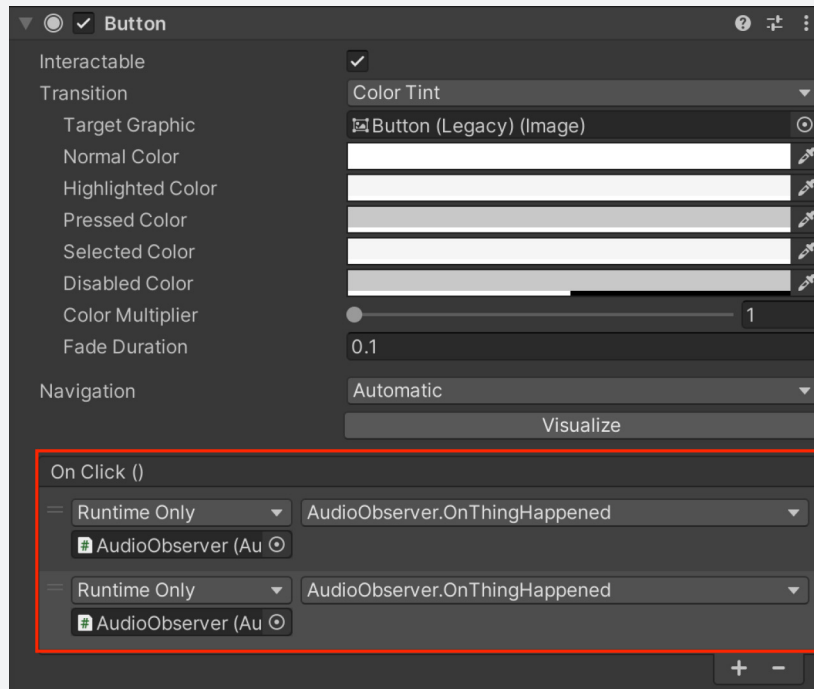 Button
Interactable
Transition Color Tint
Target Graphic Button (Legacy) (Image)
Normal Color
Highlighted Color
Pressed Color
Selected Color
Disabled Color
Color Multiplier 1
Fade Duration 0.1
Navigation Automatic
Visualize
On Click ()
Runtime Only AudioObserver.OnThingHappened
AudioObserver (Au
Runtime Only AudioObserver.OnThingHappened
AudioObserver (Au